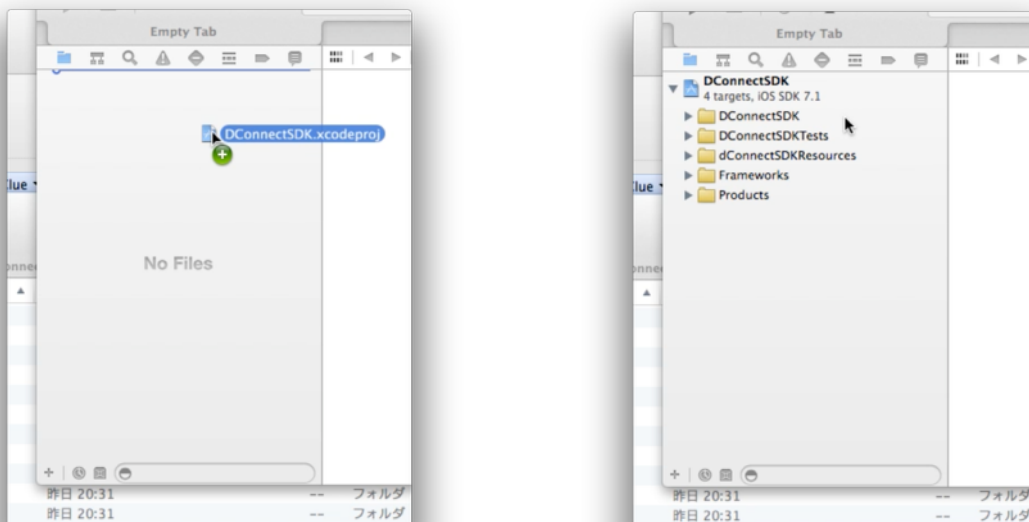 Empty Tab
DConnectSDK.xcodeproj
No Files
昨日 20:31 -- フォルダ
昨日 20:31 -- フォルダ
Empty Tab
DConnectSDK
4 targets, iOS SDK 7.1
DConnectSDK
DConnectSDKTests
dConnectSDKResources
Frameworks
Products
昨日 20:31 -- フォルダ
昨日 20:31 -- フォルダ